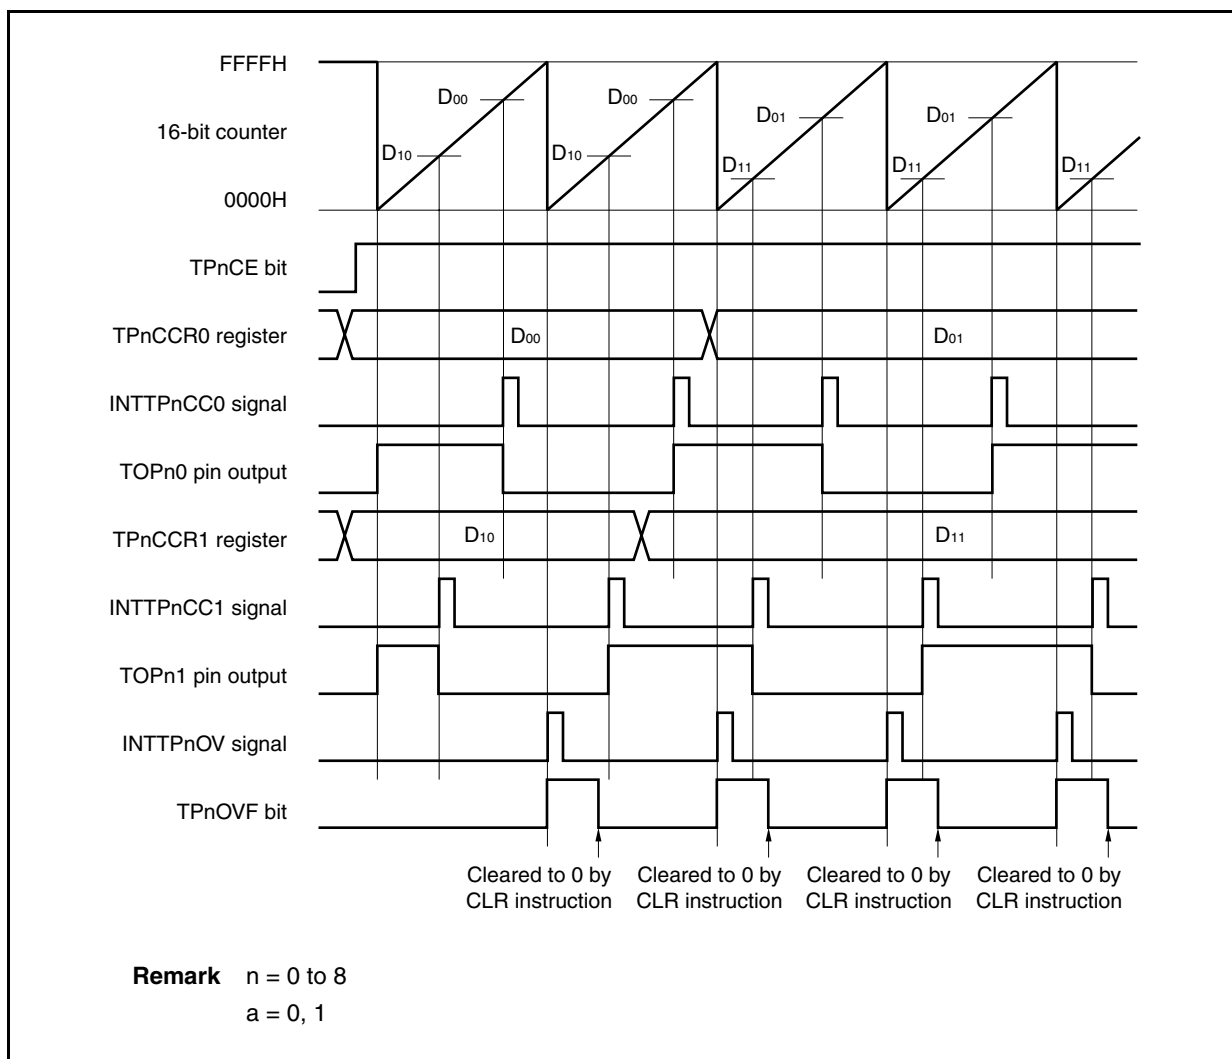 FFFFH
D00
D00
D01
D01
16-bit counter
D10
D10
D11
D11
D11
0000H
TPnCE bit
TPnCCR0 register
D00
D01
INTTPnCC0 signal
TOPn0 pin output
TPnCCR1 register
D10
D11
INTTPnCC1 signal
TOPn1 pin output
INTTPnOV signal
TPnOVF bit
Cleared to 0 by
CLR instruction
Cleared to 0 by
CLR instruction
Cleared to 0 by
CLR instruction
Cleared to 0 by
CLR instruction
Remark n = 0 to 8
a = 0, 1